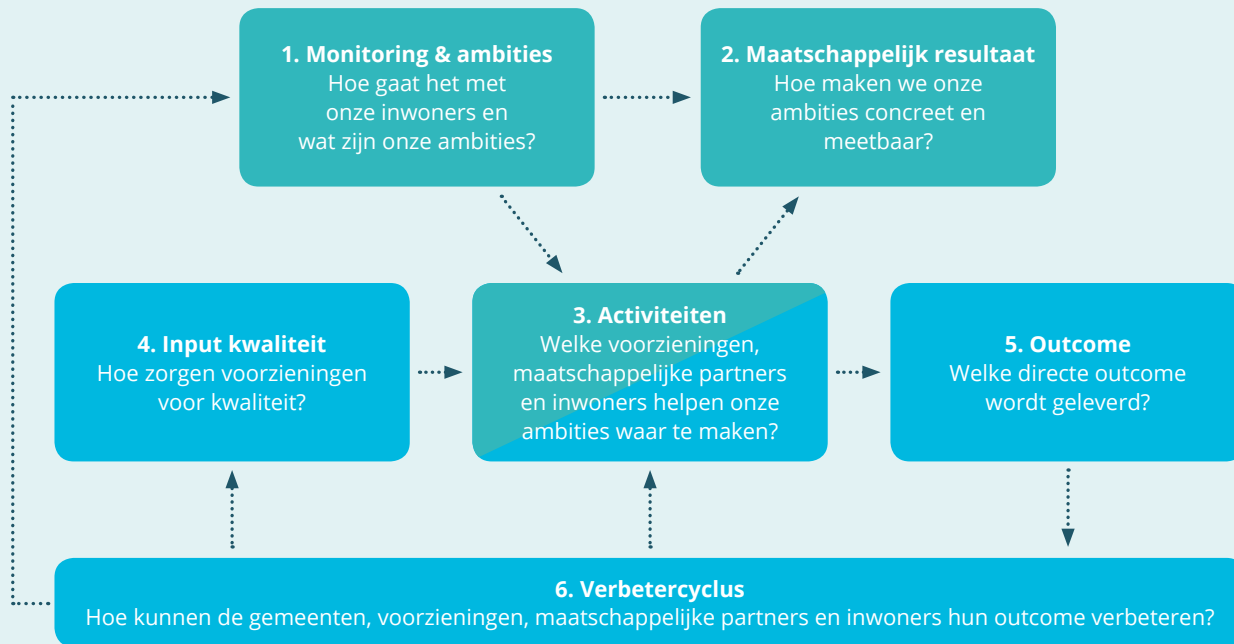 1. Monitoring & ambities
Hoe gaat het met
onze inwoners en
wat zijn onze ambities?
2. Maatschappelijk resultaat
Hoe maken we onze
ambities concreet en
meetbaar?
4. Input kwaliteit
Hoe zorgen voorzieningen
voor kwaliteit?
3. Activiteiten
Welke voorzieningen,
maatschappelijke partners
en inwoners helpen onze
ambities waar te maken?
5. Outcome
Welke directe outcome
wordt geleverd?
6. Verbetercyclus
Hoe kunnen de gemeenten, voorzieningen, maatschappelijke partners en inwoners hun outcome verbeteren?